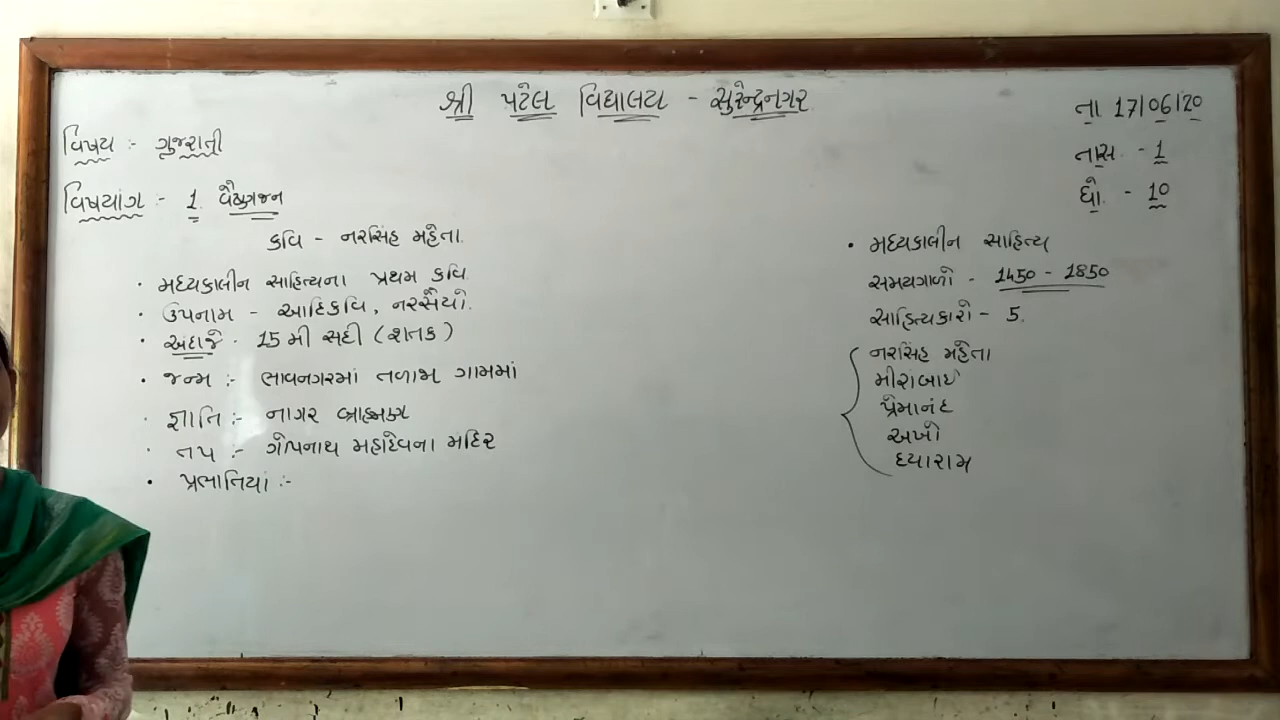 શ્રી પટેલ વિદ્યાલય - સુરેન્દ્રનગર
તા 17/06/20
વિષય :- ગુજરાતી
તાસ - 1
વિષયાંગ :- 1. વૈષ્ણવજન
ધો. - 10
કવિ - નરસિંહ મહેતા.
• મધ્યકાલીન સાહિત્યના પ્રથમ કવિ.
• ઉપનામ - આદિકવિ, નરસૈંયો.
• અંદાજે - 15 મી સદી (શતક)
• જન્મ :- ભાવનગરમાં તળાજા ગામમાં
• જ્ઞાતિ :- નાગર બ્રાહ્મણ
• તપ :- ગોપનાથ મહાદેવના મંદિર
• પ્રભાતિયાં :-
• મધ્યકાલીન સાહિત્ય
સમયગાળો - 1450 - 1850
સાહિત્યકારો - 5.
નરસિંહ મહેતા
મીરાંબાઈ
પ્રેમાનંદ
અખો
દયારામ